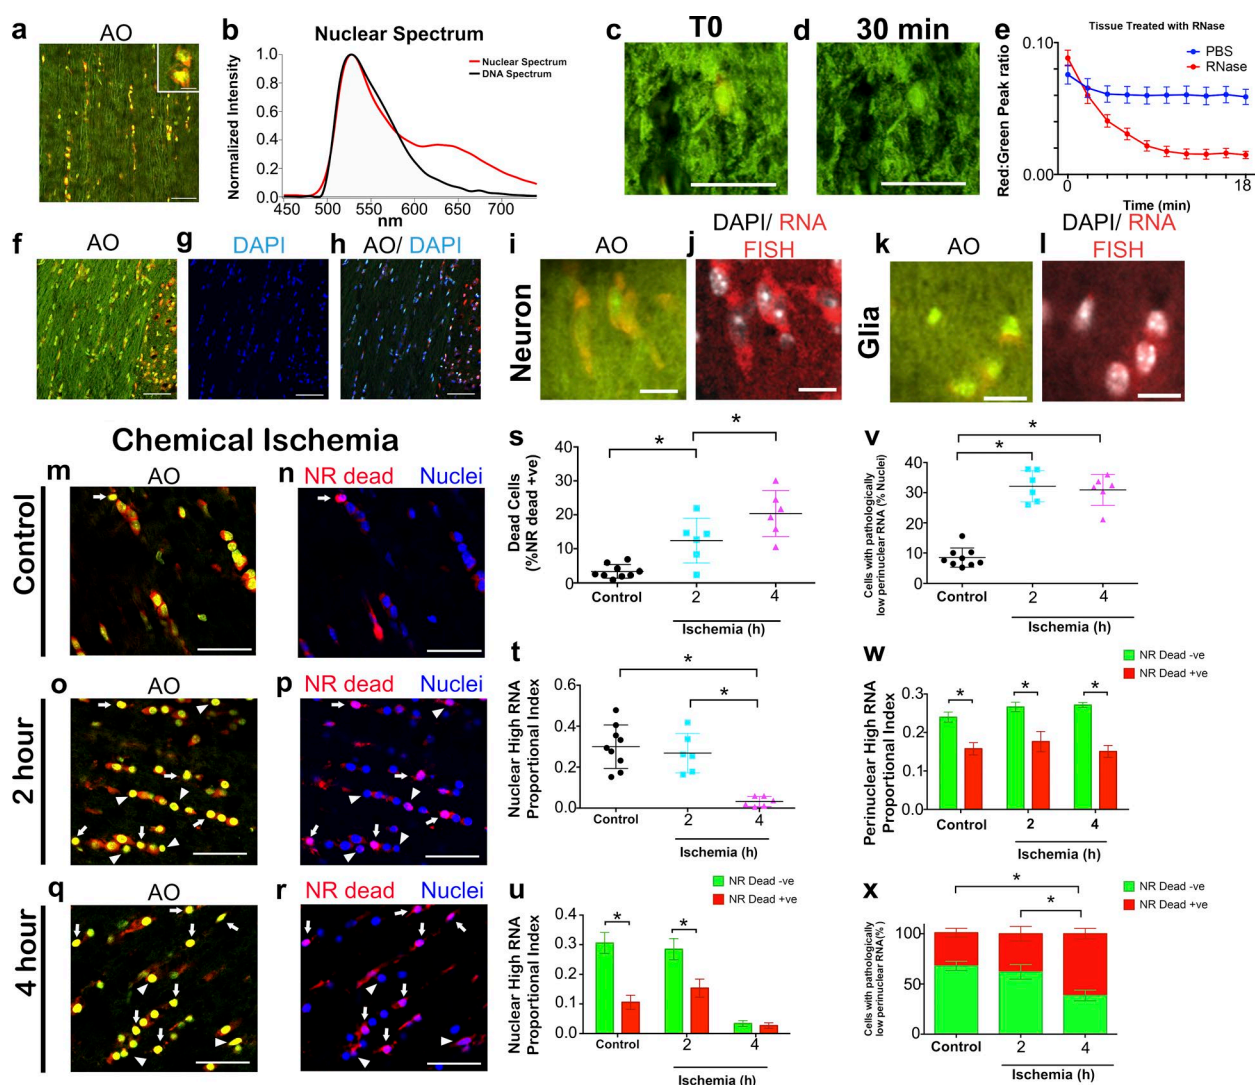 a
AO
b
Nuclear Spectrum
Nuclear Spectrum
DNA Spectrum
Normalized Intensity
1.0
0.8
0.6
0.4
0.2
0.0
450
500
550
600
650
700
nm
c
T0
d
30 min
e
Tissue Treated with RNase
PBS
RNase
Red:Green Peak ratio
0.10
0.00
0
18
Time (min)
f
AO
g
DAPI
h
AO/ DAPI
i
AO
j
DAPI/ RNA
FISH
k
AO
l
DAPI/ RNA
FISH
Neuron
Glia
Chemical Ischemia
m
AO
n
NR dead
Nuclei
Control
o
AO
p
NR dead
Nuclei
2 hour
q
AO
r
NR dead
Nuclei
4 hour
s
Dead Cells
(%NR dead +ve)
40
30
20
10
0
*
*
Control
2
4
Ischemia (h)
t
Nuclear High RNA
Proportional Index
0.6
0.4
0.2
0.0
*
*
Control
2
4
Ischemia (h)
u
NR Dead -ve
NR Dead +ve
Nuclear High RNA
Proportional Index
0.4
0.3
0.2
0.1
0.0
*
*
Control
2
4
Ischemia (h)
v
Cells with pathologically
low perinuclear RNA (% Nuclei)
40
30
20
10
0
*
*
Control
2
4
Ischemia (h)
w
NR Dead -ve
NR Dead +ve
Perinuclear High RNA
Proportional Index
0.3
0.2
0.1
0.0
*
*
*
Control
2
4
Ischemia (h)
x
NR Dead -ve
NR Dead +ve
Cells with pathologically
low perinuclear RNA(%)
100
50
0
*
*
Control
2
4
Ischemia (h)